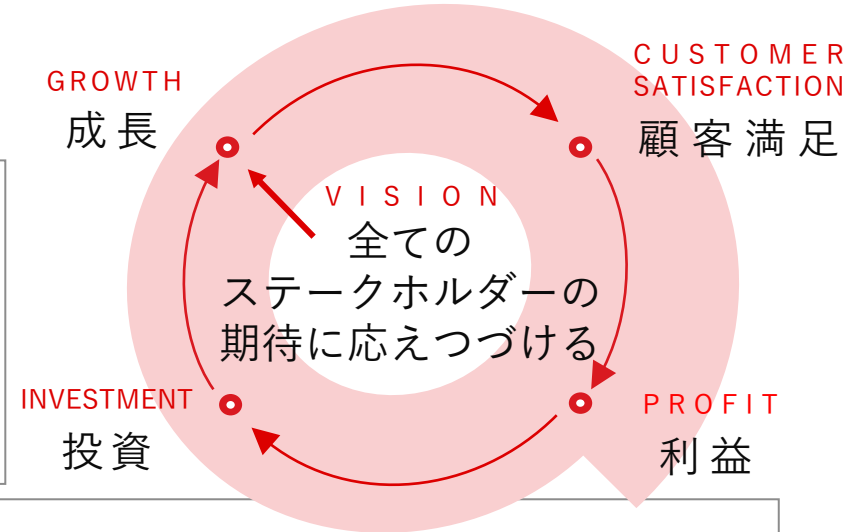 GROWTH
成長
CUSTOMER
SATISFACTION
顧客満足
VISION
全ての
ステークホルダーの
期待に応えつづける
INVESTMENT
投資
PROFIT
利益